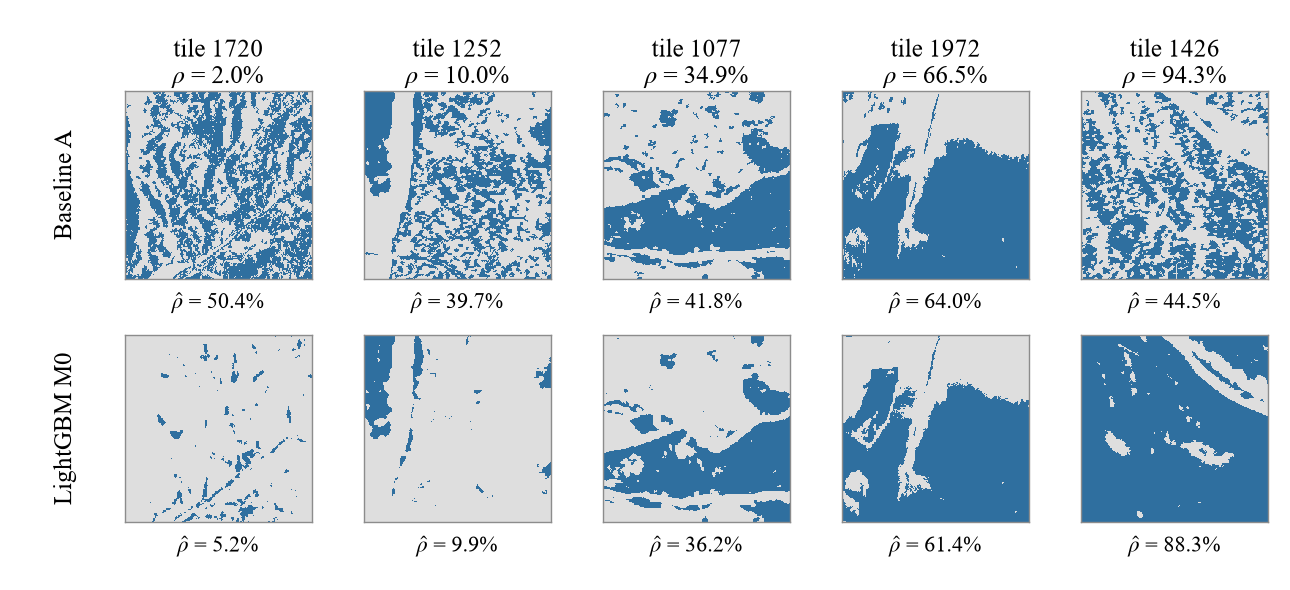 tile 1720
ρ = 2.0%
tile 1252
ρ = 10.0%
tile 1077
ρ = 34.9%
tile 1972
ρ = 66.5%
tile 1426
ρ = 94.3%
Baseline A
ρ̂ = 50.4%
ρ̂ = 39.7%
ρ̂ = 41.8%
ρ̂ = 64.0%
ρ̂ = 44.5%
LightGBM M0
ρ̂ = 5.2%
ρ̂ = 9.9%
ρ̂ = 36.2%
ρ̂ = 61.4%
ρ̂ = 88.3%